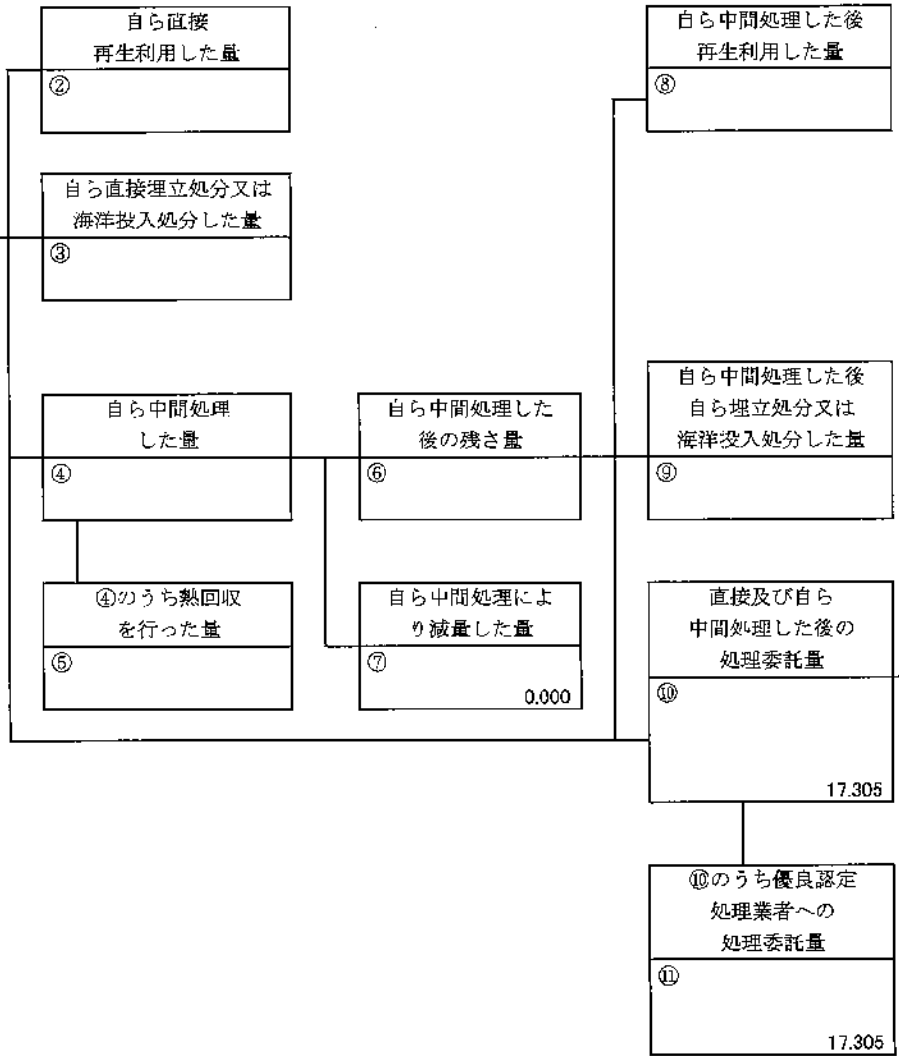 自ら直接
再生利用した量
②
自ら中間処理した後
再生利用した量
⑧
自ら直接埋立処分又は
海洋投入処分した量
③
自ら中間処理
した量
④
自ら中間処理した
後の残さ量
⑥
自ら中間処理した後
自ら埋立処分又は
海洋投入処分した量
⑨
④のうち熱回収
を行った量
⑤
自ら中間処理によ
り減量した量
⑦
0.000
直接及び自ら
中間処理した後の
処理委託量
⑩
17.305
⑩のうち優良認定
処理業者への
処理委託量
⑪
17.305